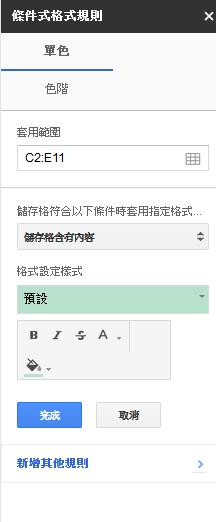 條件式格式規則
單色
色階
套用範圍
C2:E11
儲存格符合以下條件時套用指定格式...
儲存格含有內容
格式設定樣式
預設
B I S A
完成 取消
新增其他規則